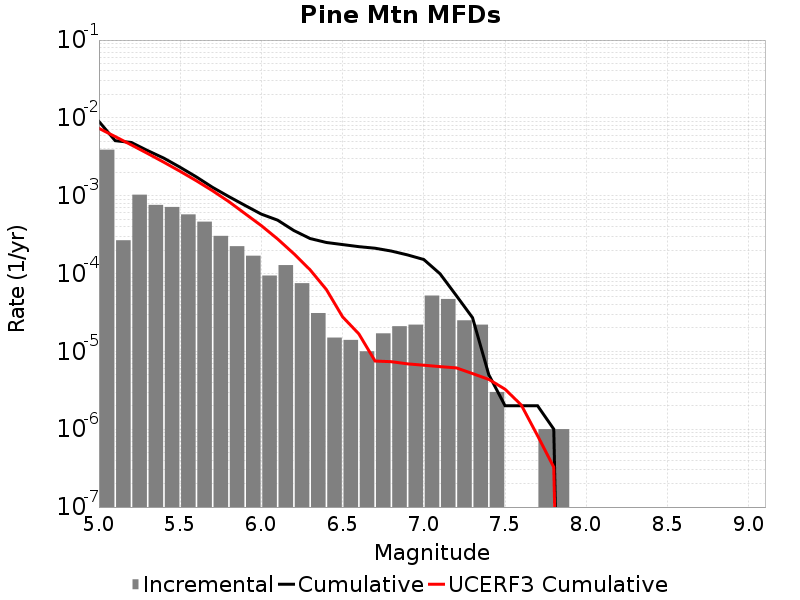 Pine Mtn MFDs
10-1
10-2
10-3
10-4
10-5
10-6
10-7
Rate (1/yr)
5.0 5.5 6.0 6.5 7.0 7.5 8.0 8.5 9.0
Magnitude
Incremental Cumulative UCERF3 Cumulative